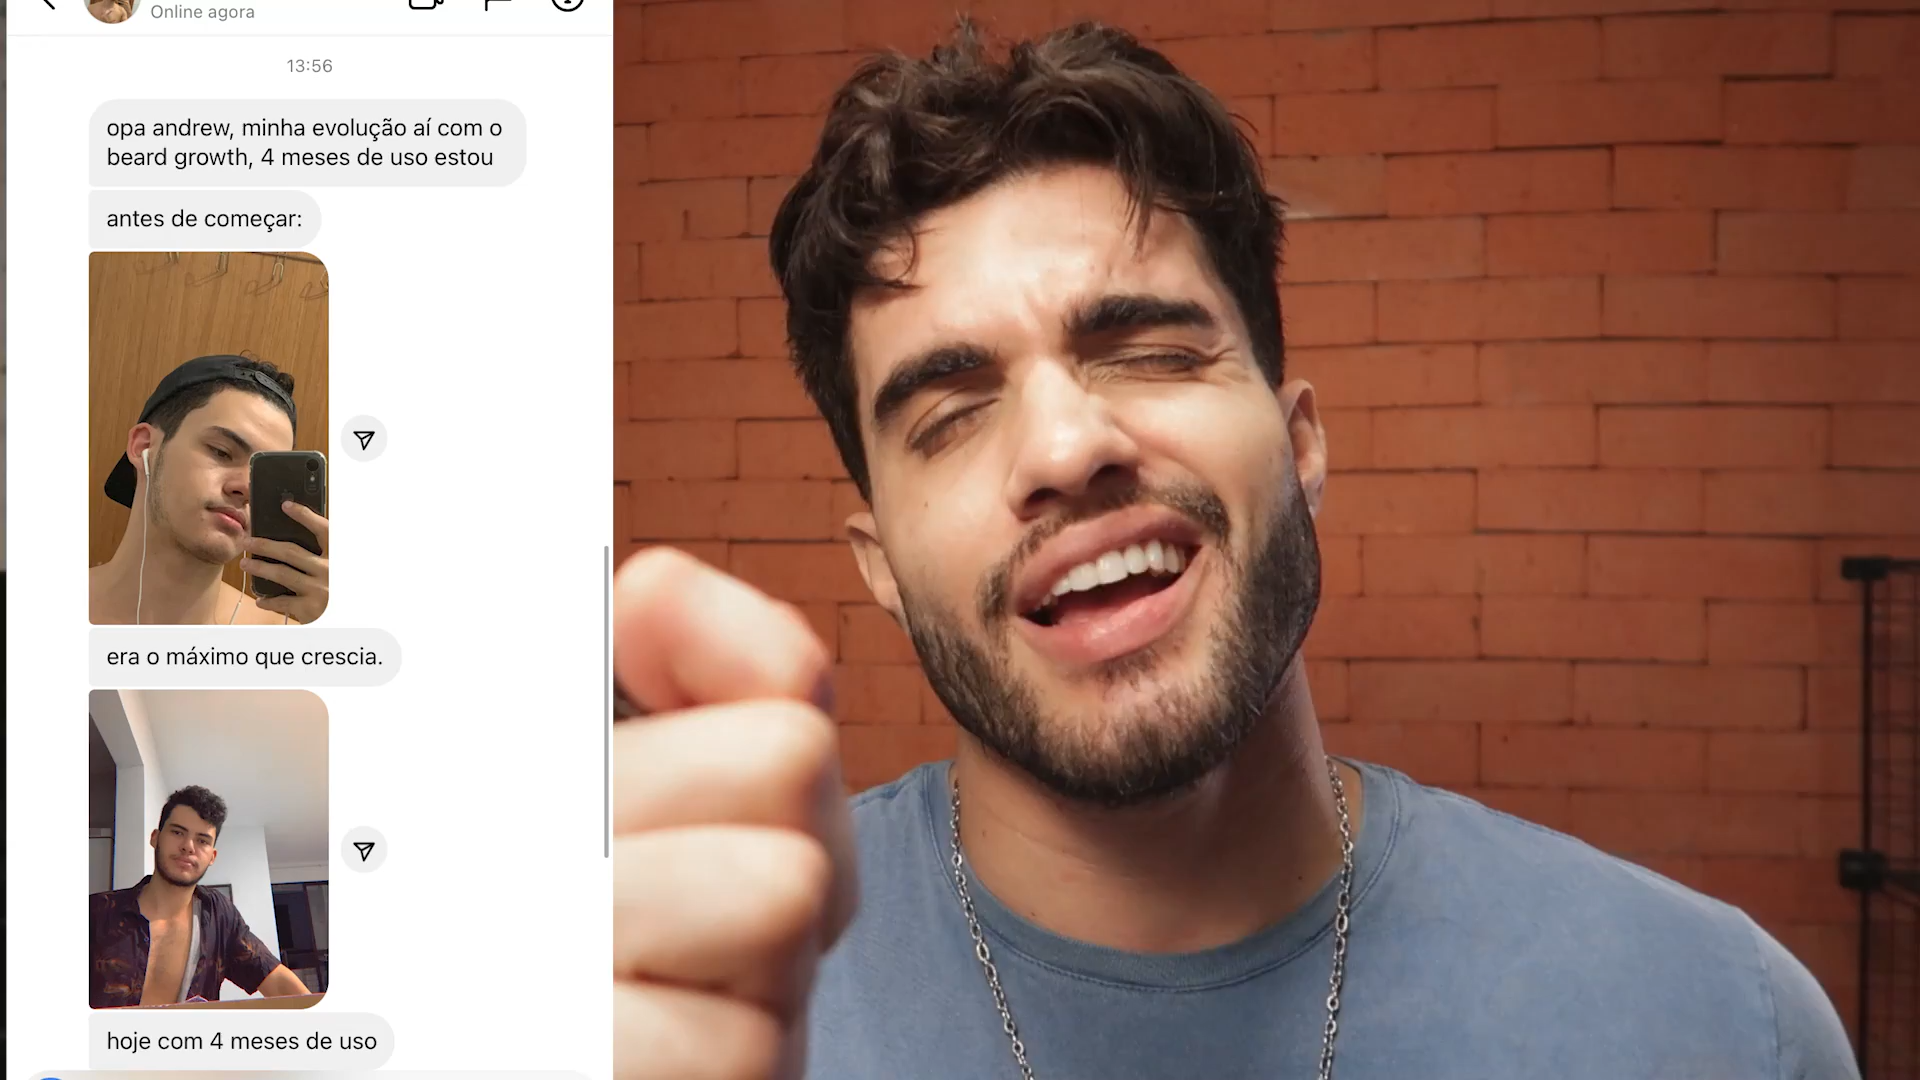 Online agora
13:56
opa andrew, minha evolução aí com o
beard growth, 4 meses de uso estou
antes de começar:
era o máximo que crescia.
hoje com 4 meses de uso